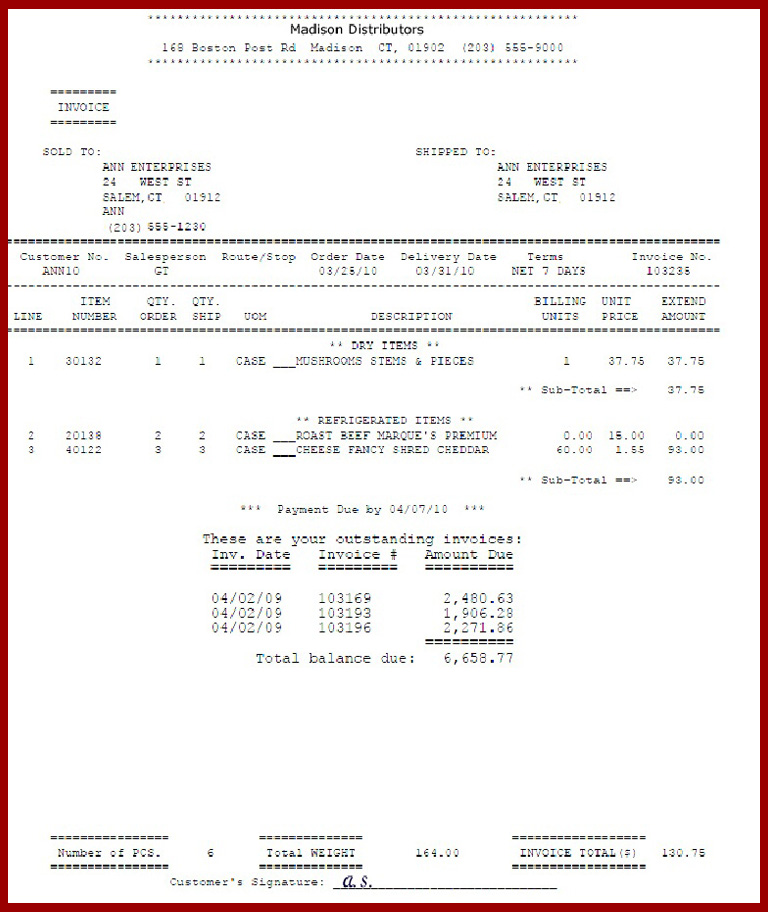 ***********************************************************
Madison Distributors
168 Boston Post Rd Madison CT, 01902 (203) 555-9000
***********************************************************
=========
INVOICE
=========
SOLD TO: SHIPPED TO:
ANN ENTERPRISES ANN ENTERPRISES
24 WEST ST 24 WEST ST
SALEM,CT 01912 SALEM,CT 01912
ANN
(203) 555-1230
Customer No. Salesperson Route/Stop Order Date Delivery Date Terms Invoice No.
ANN10 GT 03/25/10 03/31/10 NET 7 DAYS 103235
ITEM QTY. QTY. BILLING UNIT EXTEND
LINE NUMBER ORDER SHIP UOM DESCRIPTION UNITS PRICE AMOUNT
** DRY ITEMS **
1 30132 1 1 CASE ___MUSHROOMS STEMS & PIECES 1 37.75 37.75
** Sub-Total ==> 37.75
** REFRIGERATED ITEMS **
2 20138 2 2 CASE ___ROAST BEEF MARQUE'S PREMIUM 0.00 15.00 0.00
3 40122 3 3 CASE ___CHEESE FANCY SHRED CHEDDAR 60.00 1.55 93.00
** Sub-Total ==> 93.00
*** Payment Due by 04/07/10 ***
These are your outstanding invoices:
Inv. Date Invoice # Amount Due
========= ========= ==========
04/02/09 103169 2,480.63
04/02/09 103193 1,906.28
04/02/09 103196 2,271.86
==========
Total balance due: 6,658.77
Number of PCS. 6 Total WEIGHT 164.00 INVOICE TOTAL($) 130.75
Customer"s Signature: a.s.